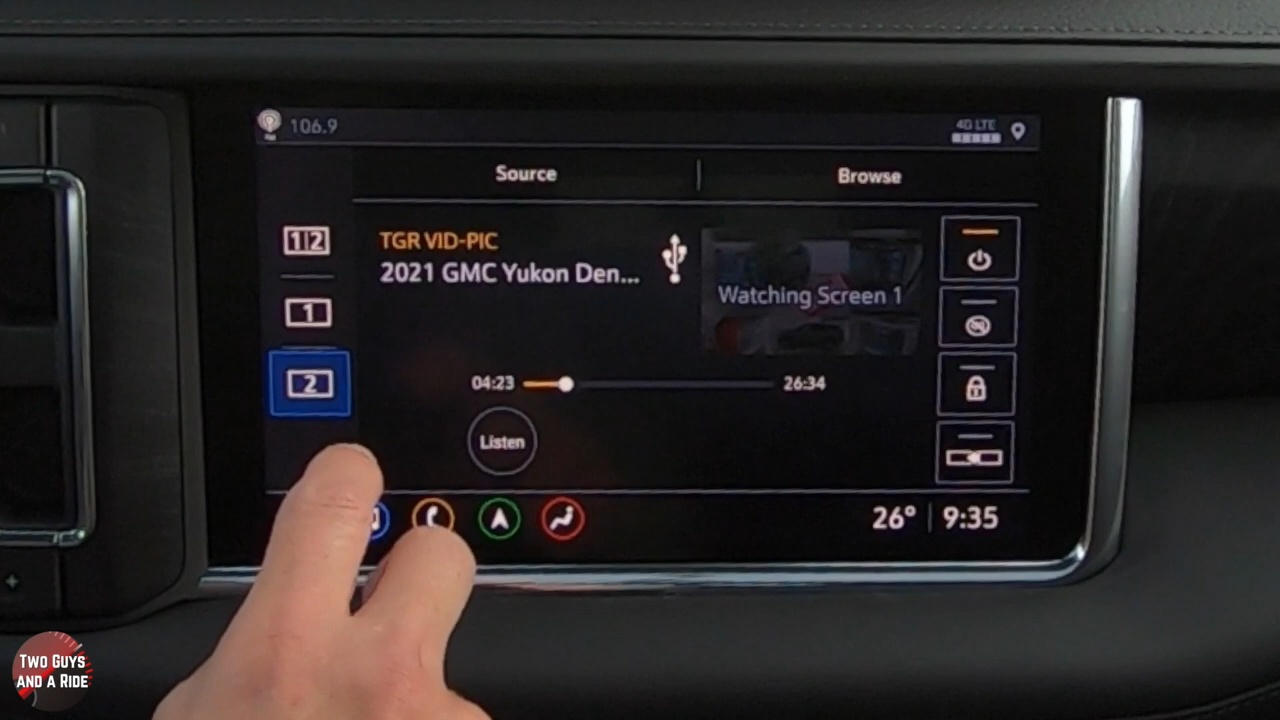 106.9
4G LTE
Source
Browse
1|2
TGR VID-PIC
2021 GMC Yukon Den...
Watching Screen 1
1
2
04:23
26:34
Listen
26° 9:35
TWO GUYS
AND A RIDE